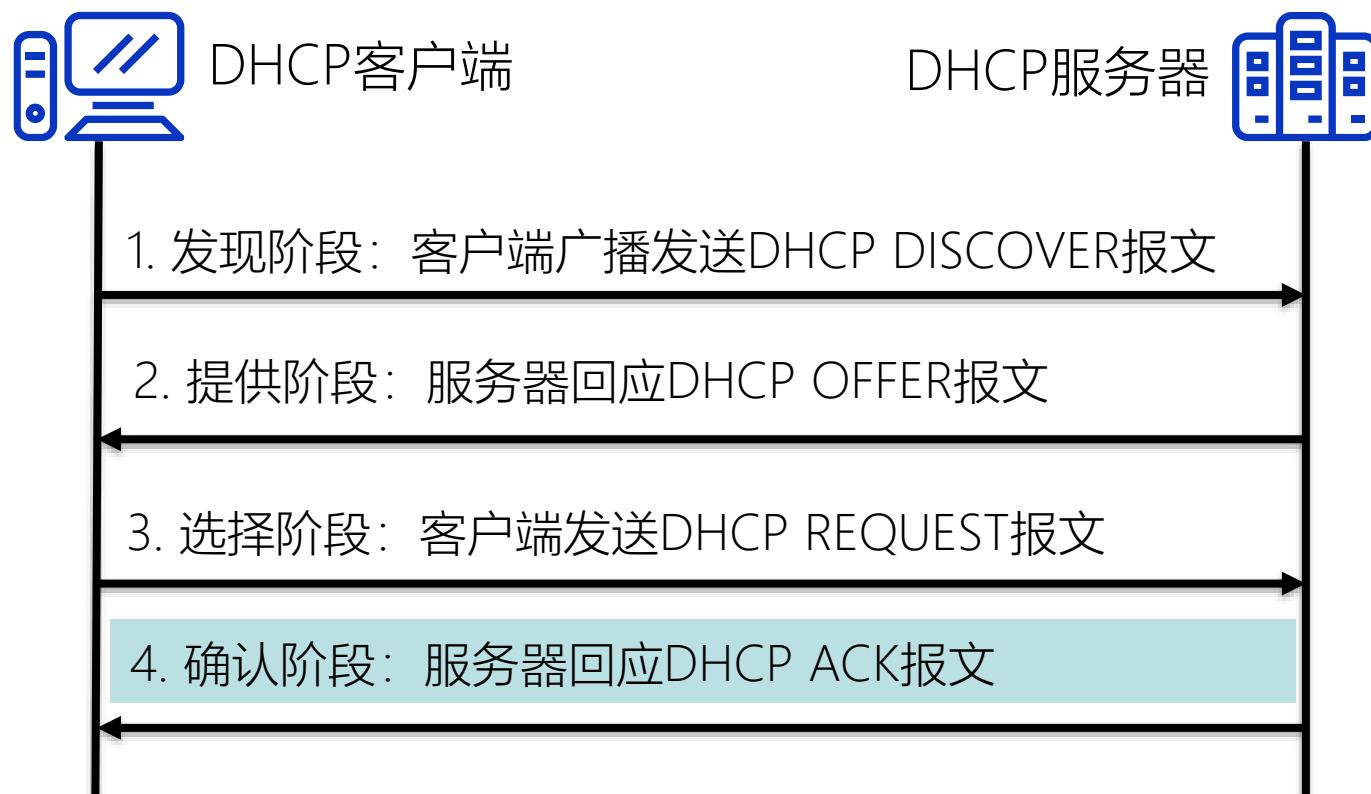 DHCP客户端
DHCP服务器
1. 发现阶段：客户端广播发送DHCP DISCOVER报文
2. 提供阶段：服务器回应DHCP OFFER报文
3. 选择阶段：客户端发送DHCP REQUEST报文
4. 确认阶段：服务器回应DHCP ACK报文